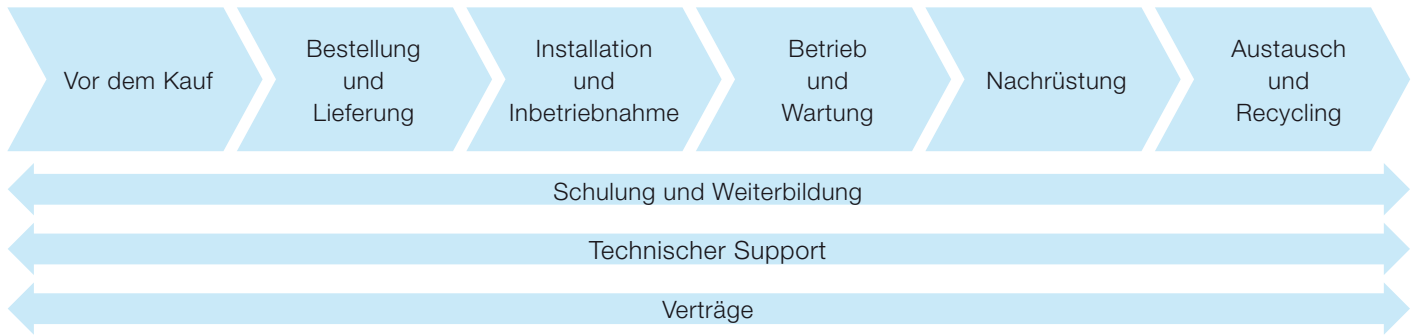 Vor dem Kauf
Bestellung
und
Lieferung
Installation
und
Inbetriebnahme
Betrieb
und
Wartung
Nachrüstung
Austausch
und
Recycling
Schulung und Weiterbildung
Technischer Support
Verträge